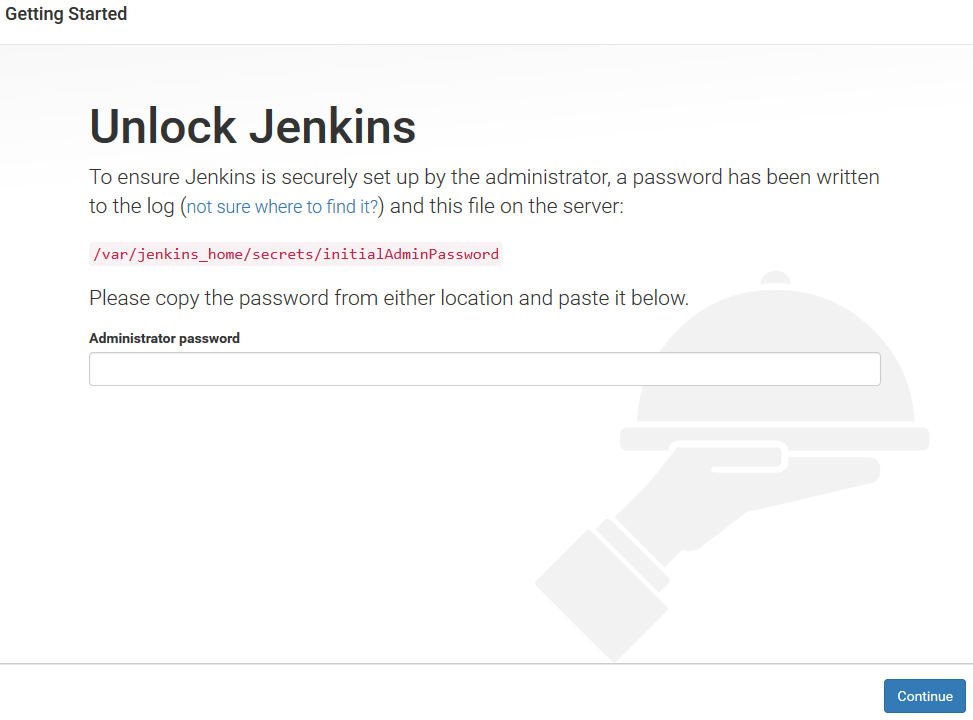 Getting Started
Unlock Jenkins
To ensure Jenkins is securely set up by the administrator, a password has been written
to the log (not sure where to find it?) and this file on the server:
/var/jenkins_home/secrets/initialAdminPassword
Please copy the password from either location and paste it below.
Administrator password
Continue